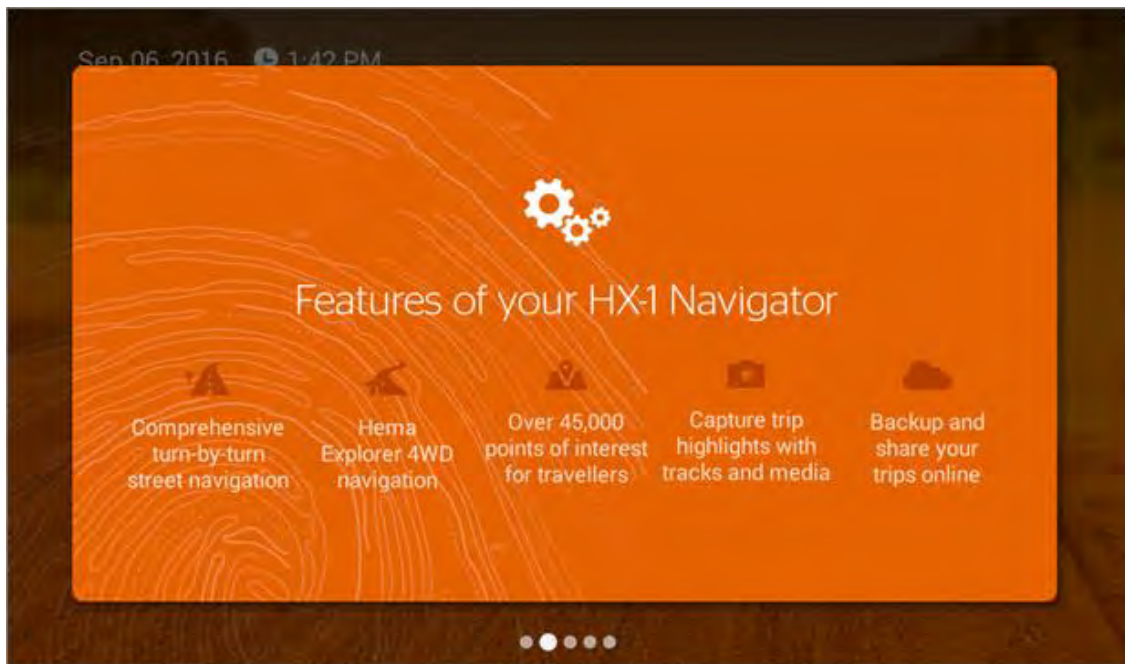 Sep 06, 2016 1:42 PM
Features of your HX-1 Navigator
Comprehensive
turn-by-turn
street navigation
Hema
Explorer 4WD
navigation
Over 45,000
points of interest
for travellers
Capture trip
highlights with
tracks and media
Backup and
share your
trips online